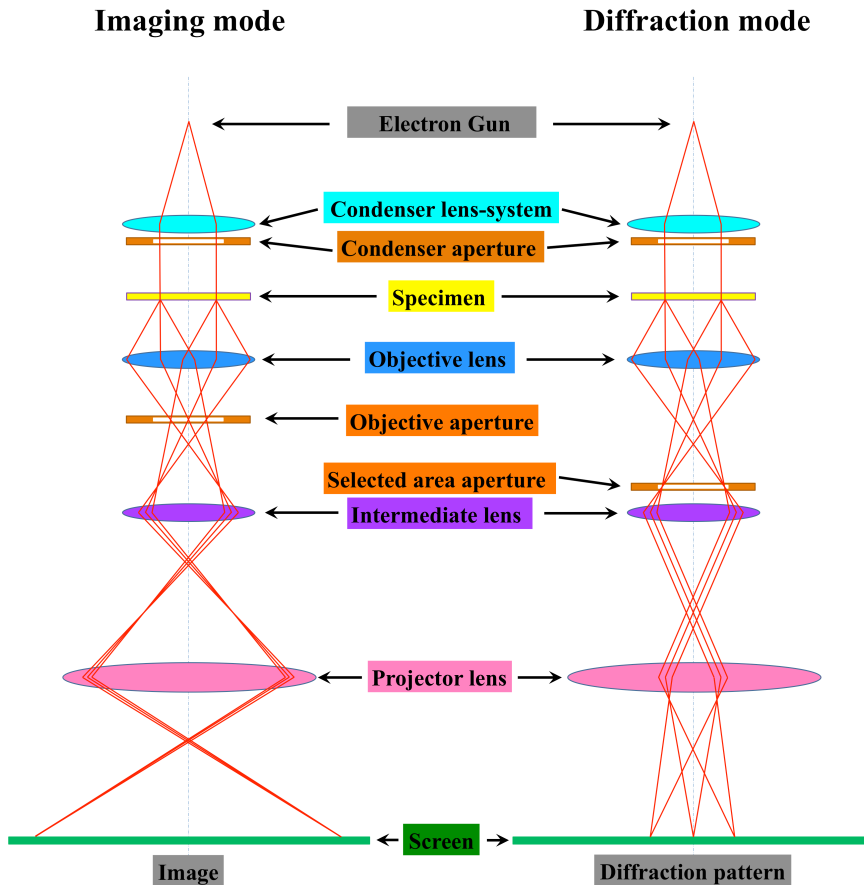 Imaging mode
Diffraction mode
Electron Gun
Condenser lens-system
Condenser aperture
Specimen
Objective lens
Objective aperture
Selected area aperture
Intermediate lens
Projector lens
Screen
Image
Diffraction pattern